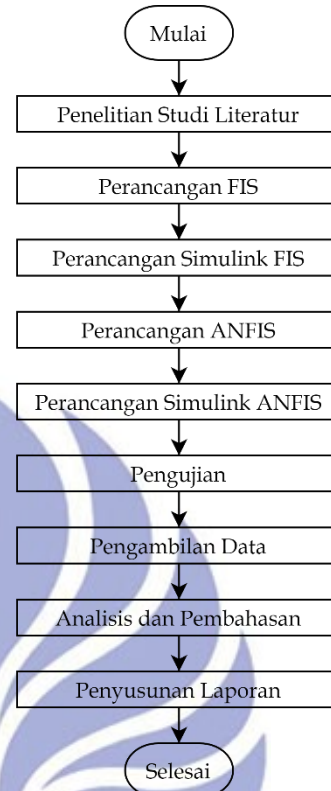 Mulai
Penelitian Studi Literatur
Perancangan FIS
Perancangan Simulink FIS
Perancangan ANFIS
Perancangan Simulink ANFIS
Pengujian
Pengambilan Data
Analisis dan Pembahasan
Penyusunan Laporan
Selesai